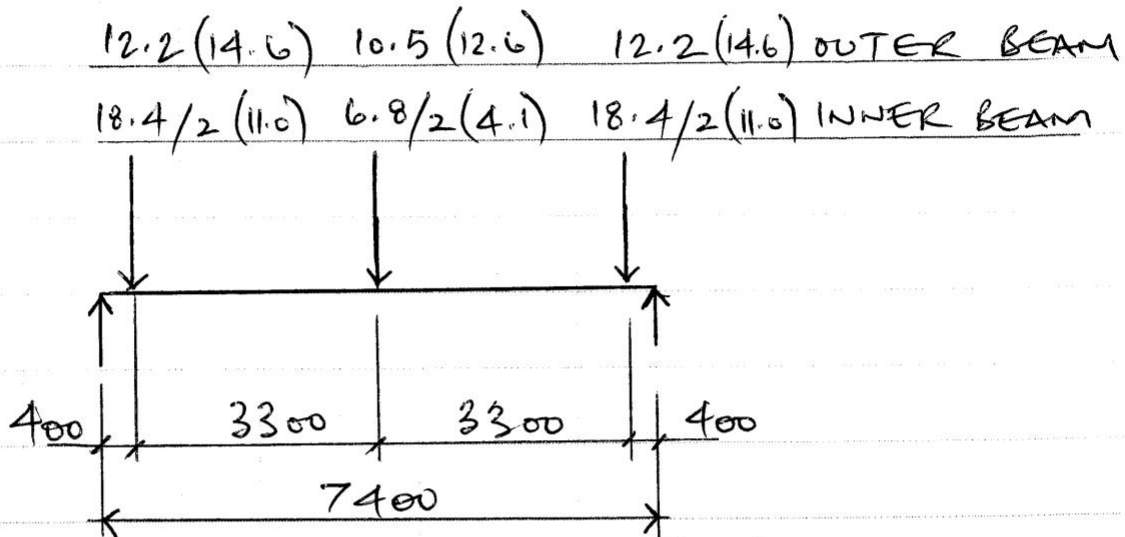 12.2 (14.6) 10.5 (12.6) 12.2 (14.6) OUTER BEAM
18.4/2 (11.0) 6.8/2 (4.1) 18.4/2 (11.0) INNER BEAM
400 3300 3300 400
7400